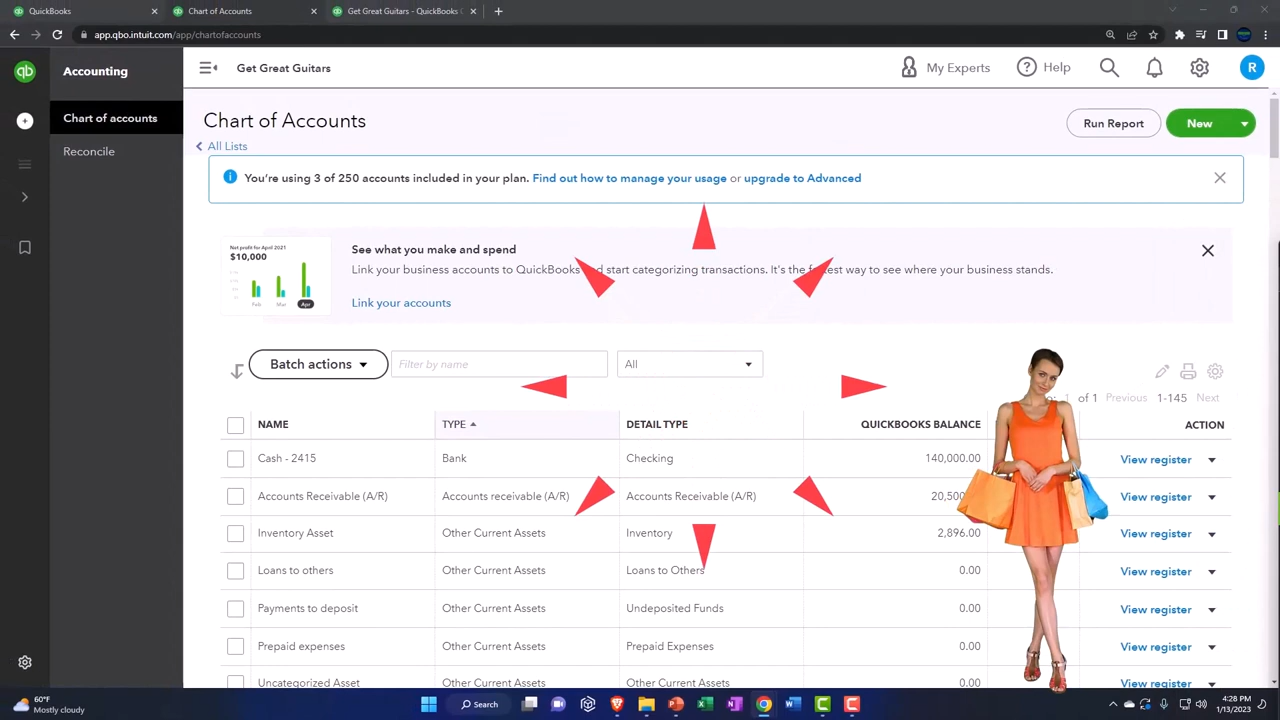 QuickBooks
Chart of Accounts
Get Great Guitars - QuickBooks
app.qbo.intuit.com/app/chartofaccounts
qb
Accounting
Get Great Guitars
My Experts
Help
R
Chart of accounts
Reconcile
Chart of Accounts
All Lists
Run Report
New
You're using 3 of 250 accounts included in your plan. Find out how to manage your usage or upgrade to Advanced
Net profit for April 2021
$10,000
Feb Mar Apr
See what you make and spend
Link your business accounts to QuickBooks and start categorizing transactions. It's the way to see where your business stands.
Link your accounts
Batch actions
Filter by name
All
1 of 1 Previous 1-145 Next
NAME TYPE DETAIL TYPE QUICKBOOKS BALANCE ACTION
Cash - 2415 Bank Checking 140,000.00 View register
Accounts Receivable (A/R) Accounts receivable (A/R) Accounts Receivable (A/R) 20,500 View register
Inventory Asset Other Current Assets Inventory 2,896.00 View register
Loans to others Other Current Assets Loans to Others 0.00 View register
Payments to deposit Other Current Assets Undeposited Funds 0.00 View register
Prepaid expenses Other Current Assets Prepaid Expenses 0.00 View register
Uncategorized Asset Other Current Assets Other Current Assets 0.00 View register
60°F
Mostly cloudy
Search
4:28 PM
1/13/2023